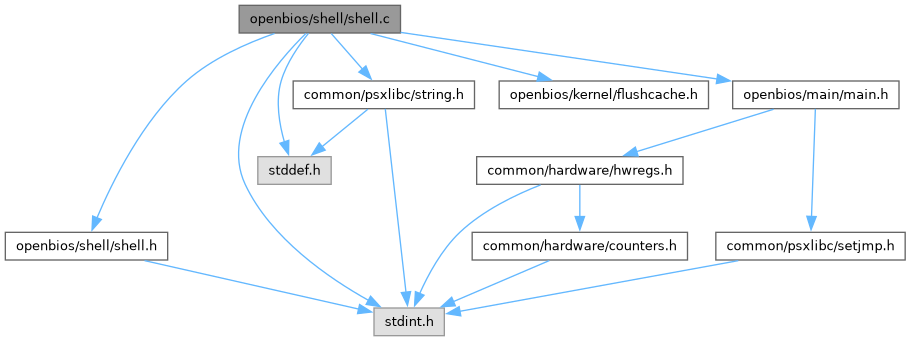 openbios/shell/shell.c
common/psxlibc/string.h
openbios/kernel/flushcache.h
openbios/main/main.h
stddef.h
common/hardware/hwregs.h
openbios/shell/shell.h
common/hardware/counters.h
common/psxlibc/setjmp.h
stdint.h